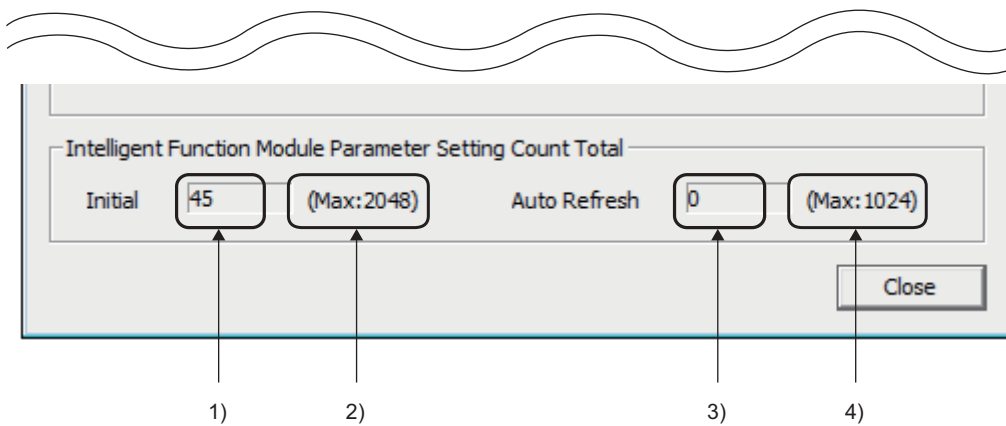 Intelligent Function Module Parameter Setting Count Total
Initial 45 (Max:2048) Auto Refresh 0 (Max:1024)
Close
1) 2) 3) 4)